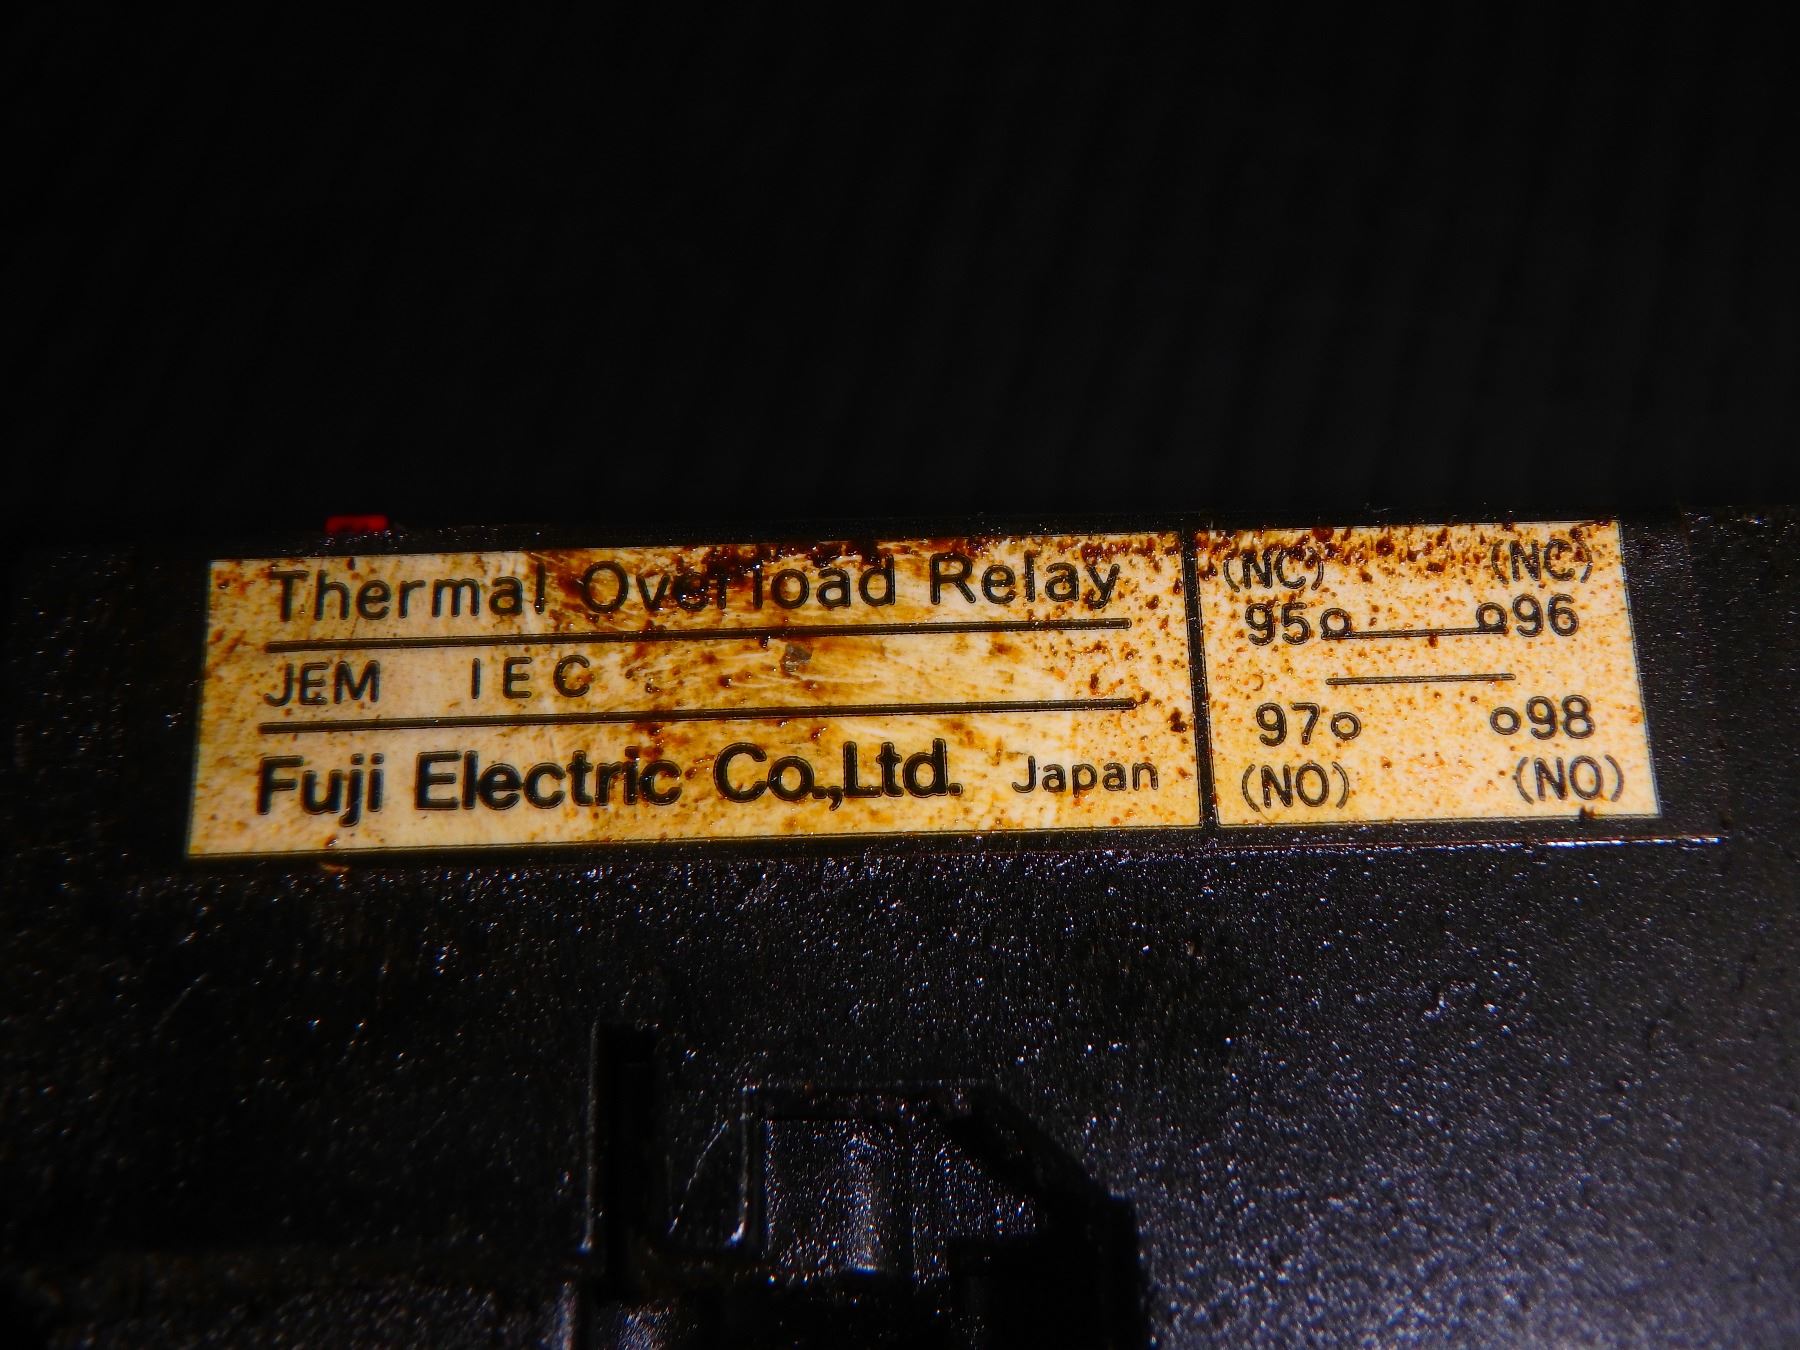 Thermal Overload Relay
JEM IEC
Fuji Electric Co.,Ltd. Japan
(NC) (NC)
95 96
97 98
(NO) (NO)